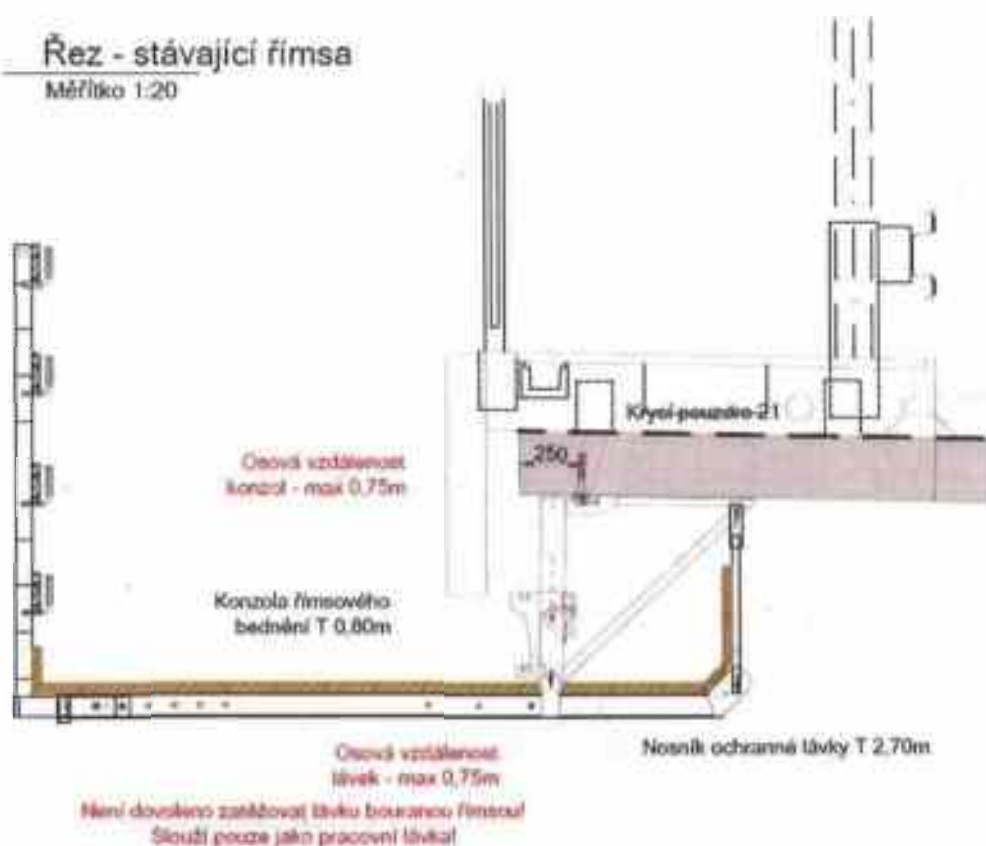 Řez - stávající římsa
Měřítko 1:20
Krycí pouzdro 21
250
Osová vzdálenost
konzol - max 0,75m
Konzola římsového
bednění T 0,80m
Osová vzdálenost
lávek - max 0,75m
Nosník ochranné lávky T 2,70m
Není dovoleno zatěžovat lávku bouranou římsou!
Slouží pouze jako pracovní lávka!